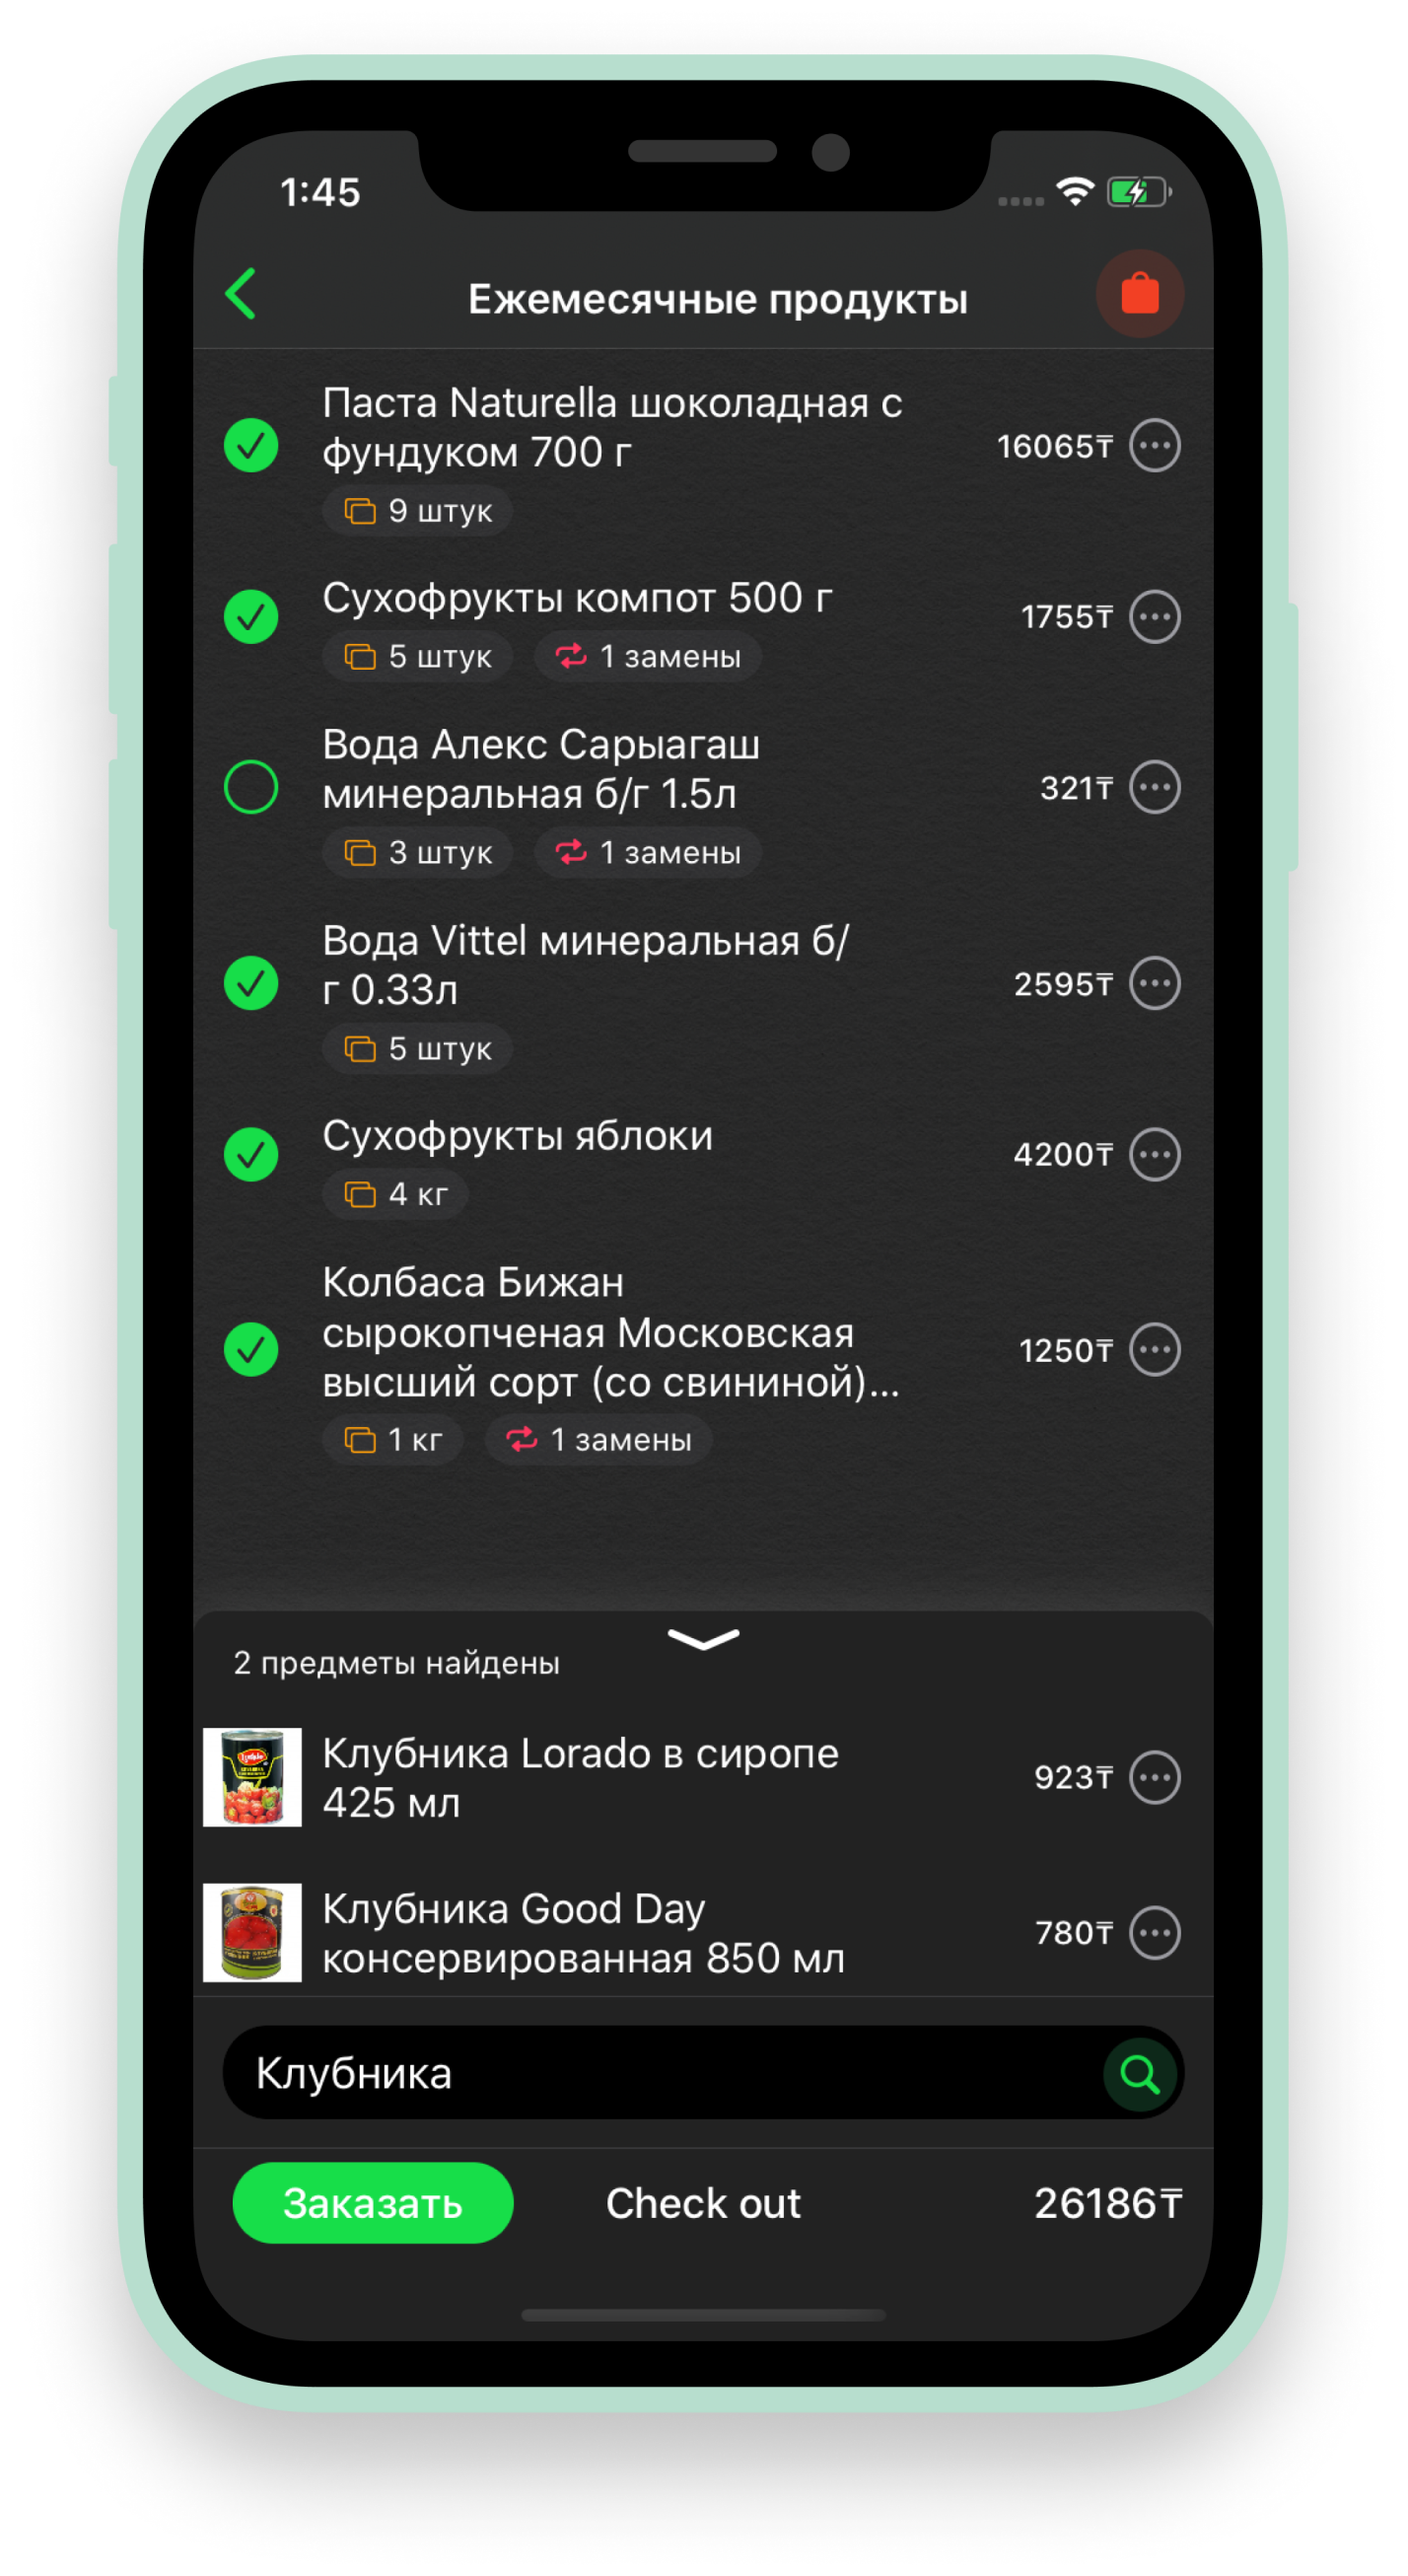 1:45
Ежемесячные продукты
Паста Naturella шоколадная с
фундуком 700 г
16065₸
9 штук
Сухофрукты компот 500 г
1755₸
5 штук
1 замены
Вода Алекс Сарыагаш
минеральная б/г 1.5л
321₸
3 штук
1 замены
Вода Vittel минеральная б/
г 0.33л
2595₸
5 штук
Сухофрукты яблоки
4200₸
4 кг
Колбаса Бижан
сырокопченая Московская
высший сорт (со свининой)...
1250₸
1 кг
1 замены
2 предметы найдены
Клубника Lorado в сиропе
425 мл
923₸
Клубника Good Day
консервированная 850 мл
780₸
Клубника
Заказать
Check out
26186₸